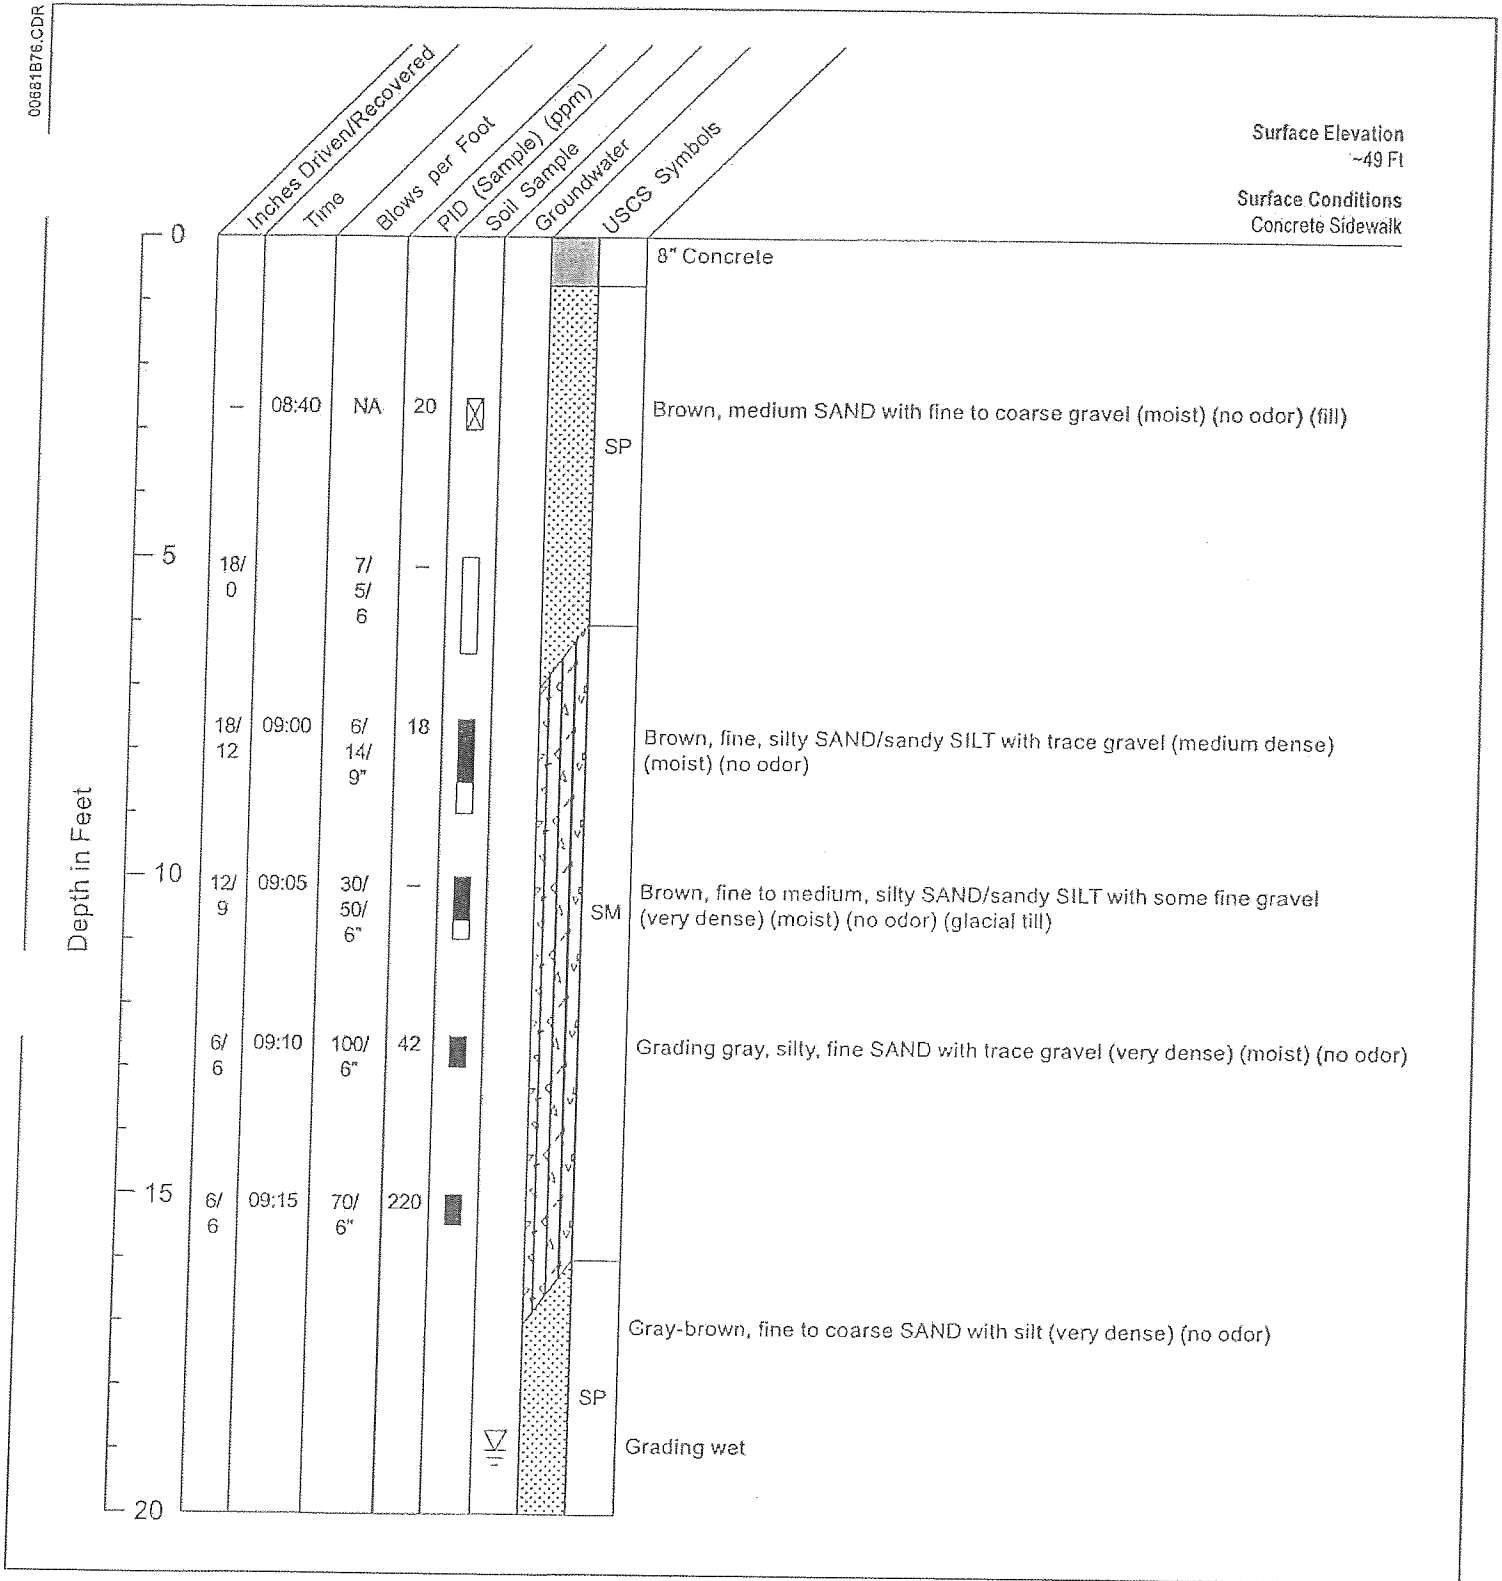 00681B76.CDR
Inches Driven/Recovered
Time
Blows per Foot
PID (Sample) (ppm)
Soil Sample
Groundwater
USCS Symbols
Surface Elevation
~49 Ft
Surface Conditions
Concrete Sidewalk
0
8" Concrete
– 08:40 NA 20
Brown, medium SAND with fine to coarse gravel (moist) (no odor) (fill)
SP
5
18/ 7/ –
0 5/
6
18/ 09:00 6/ 18
12 14/
9"
Brown, fine, silty SAND/sandy SILT with trace gravel (medium dense)
(moist) (no odor)
Depth in Feet
10
12/ 09:05 30/ –
9 50/
6"
SM
Brown, fine to medium, silty SAND/sandy SILT with some fine gravel
(very dense) (moist) (no odor) (glacial till)
6/ 09:10 100/ 42
6 6"
Grading gray, silty, fine SAND with trace gravel (very dense) (moist) (no odor)
15
6/ 09:15 70/ 220
6 6"
Gray-brown, fine to coarse SAND with silt (very dense) (no odor)
SP
Grading wet
20